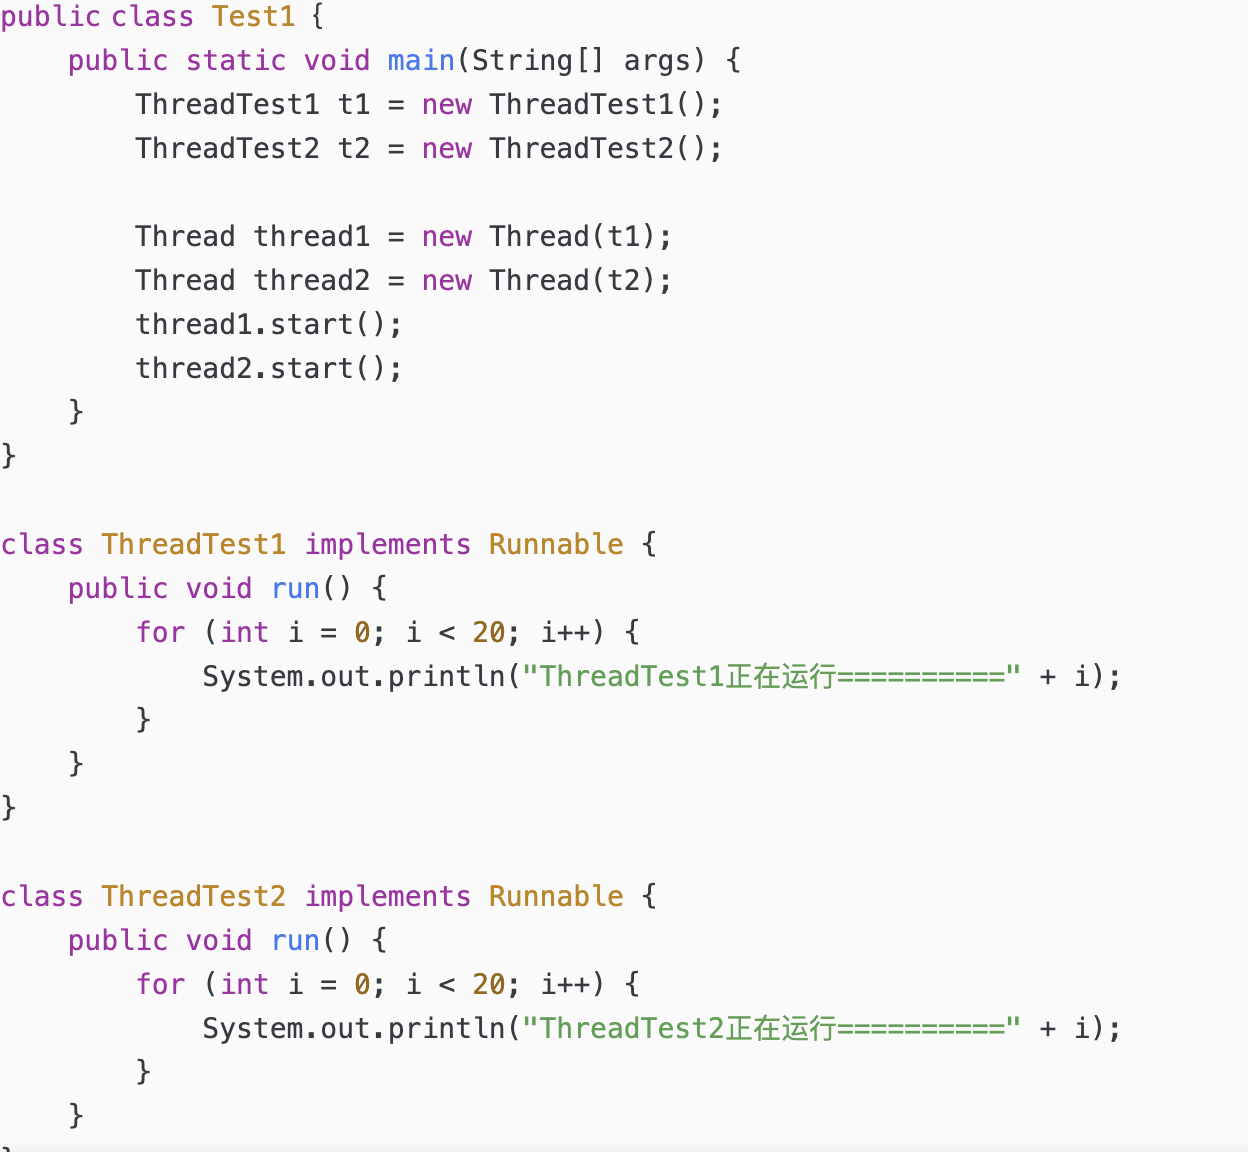 public class Test1 {
    public static void main(String[] args) {
        ThreadTest1 t1 = new ThreadTest1();
        ThreadTest2 t2 = new ThreadTest2();

        Thread thread1 = new Thread(t1);
        Thread thread2 = new Thread(t2);
        thread1.start();
        thread2.start();
    }
}

class ThreadTest1 implements Runnable {
    public void run() {
        for (int i = 0; i < 20; i++) {
            System.out.println("ThreadTest1正在运行==========" + i);
        }
    }
}

class ThreadTest2 implements Runnable {
    public void run() {
        for (int i = 0; i < 20; i++) {
            System.out.println("ThreadTest2正在运行==========" + i);
        }
    }